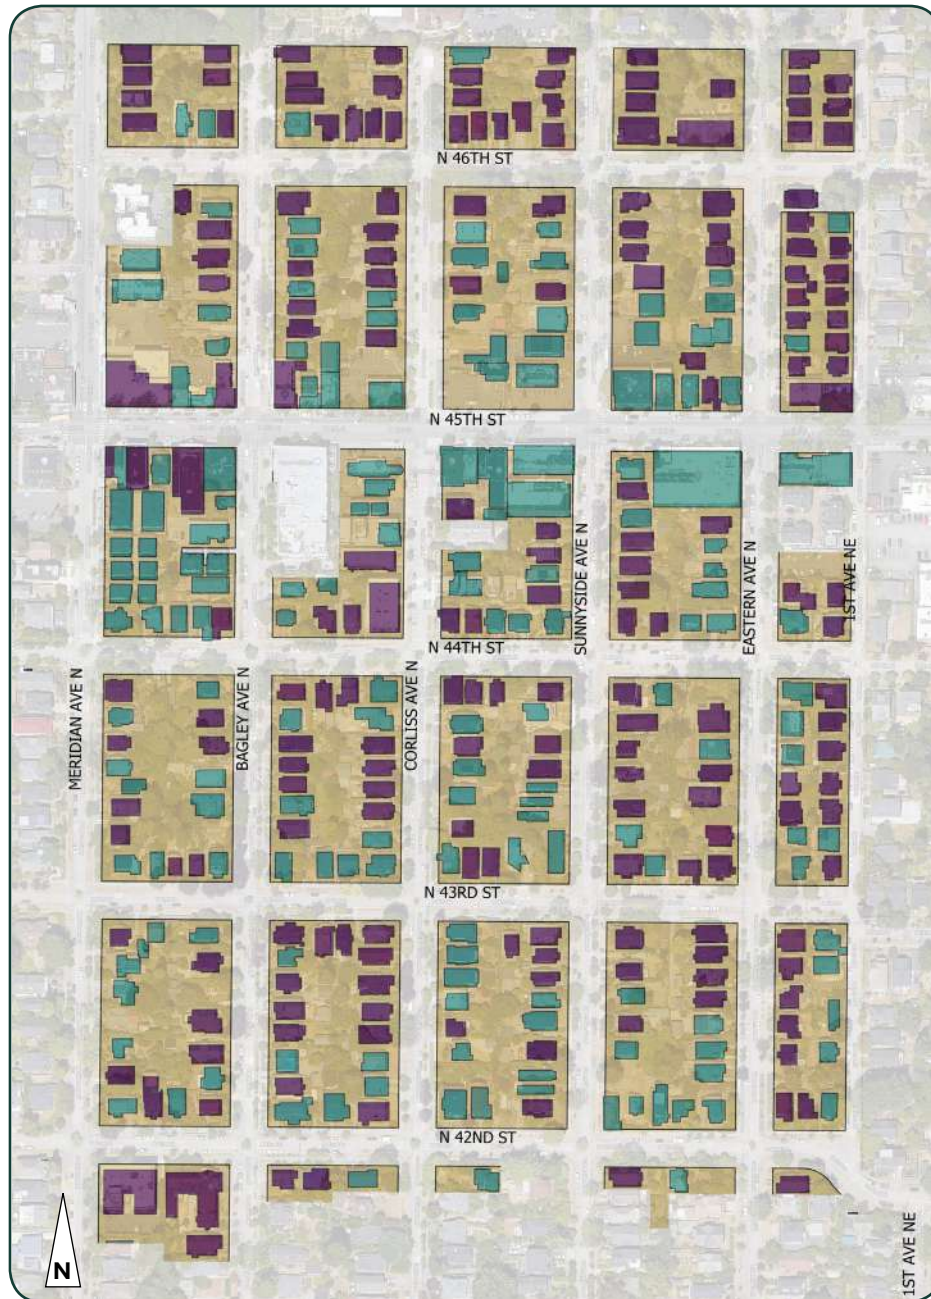 N 46TH ST
N 45TH ST
N 44TH ST
MERIDIAN AVE N
BAGLEY AVE N
CORLISS AVE N
SUNNYSIDE AVE N
EASTERN AVE N
1ST AVE NE
N 43RD ST
N 42ND ST
N
1ST AVE NE